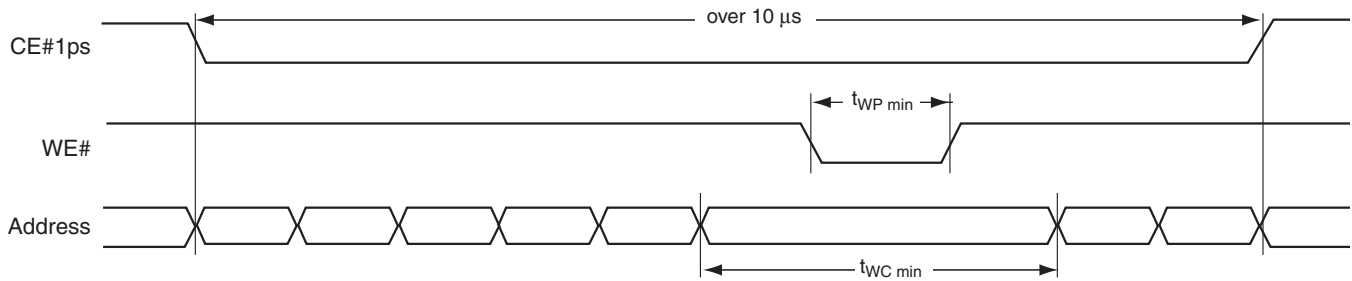 over 10 μs
CE#1ps
tWP min
WE#
Address
tWC min